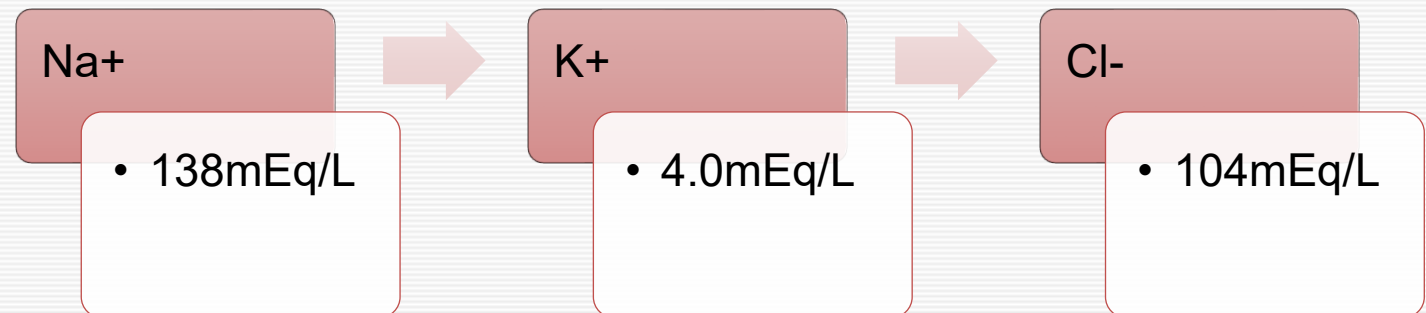 Na+
• 138mEq/L
K+
• 4.0mEq/L
Cl-
• 104mEq/L